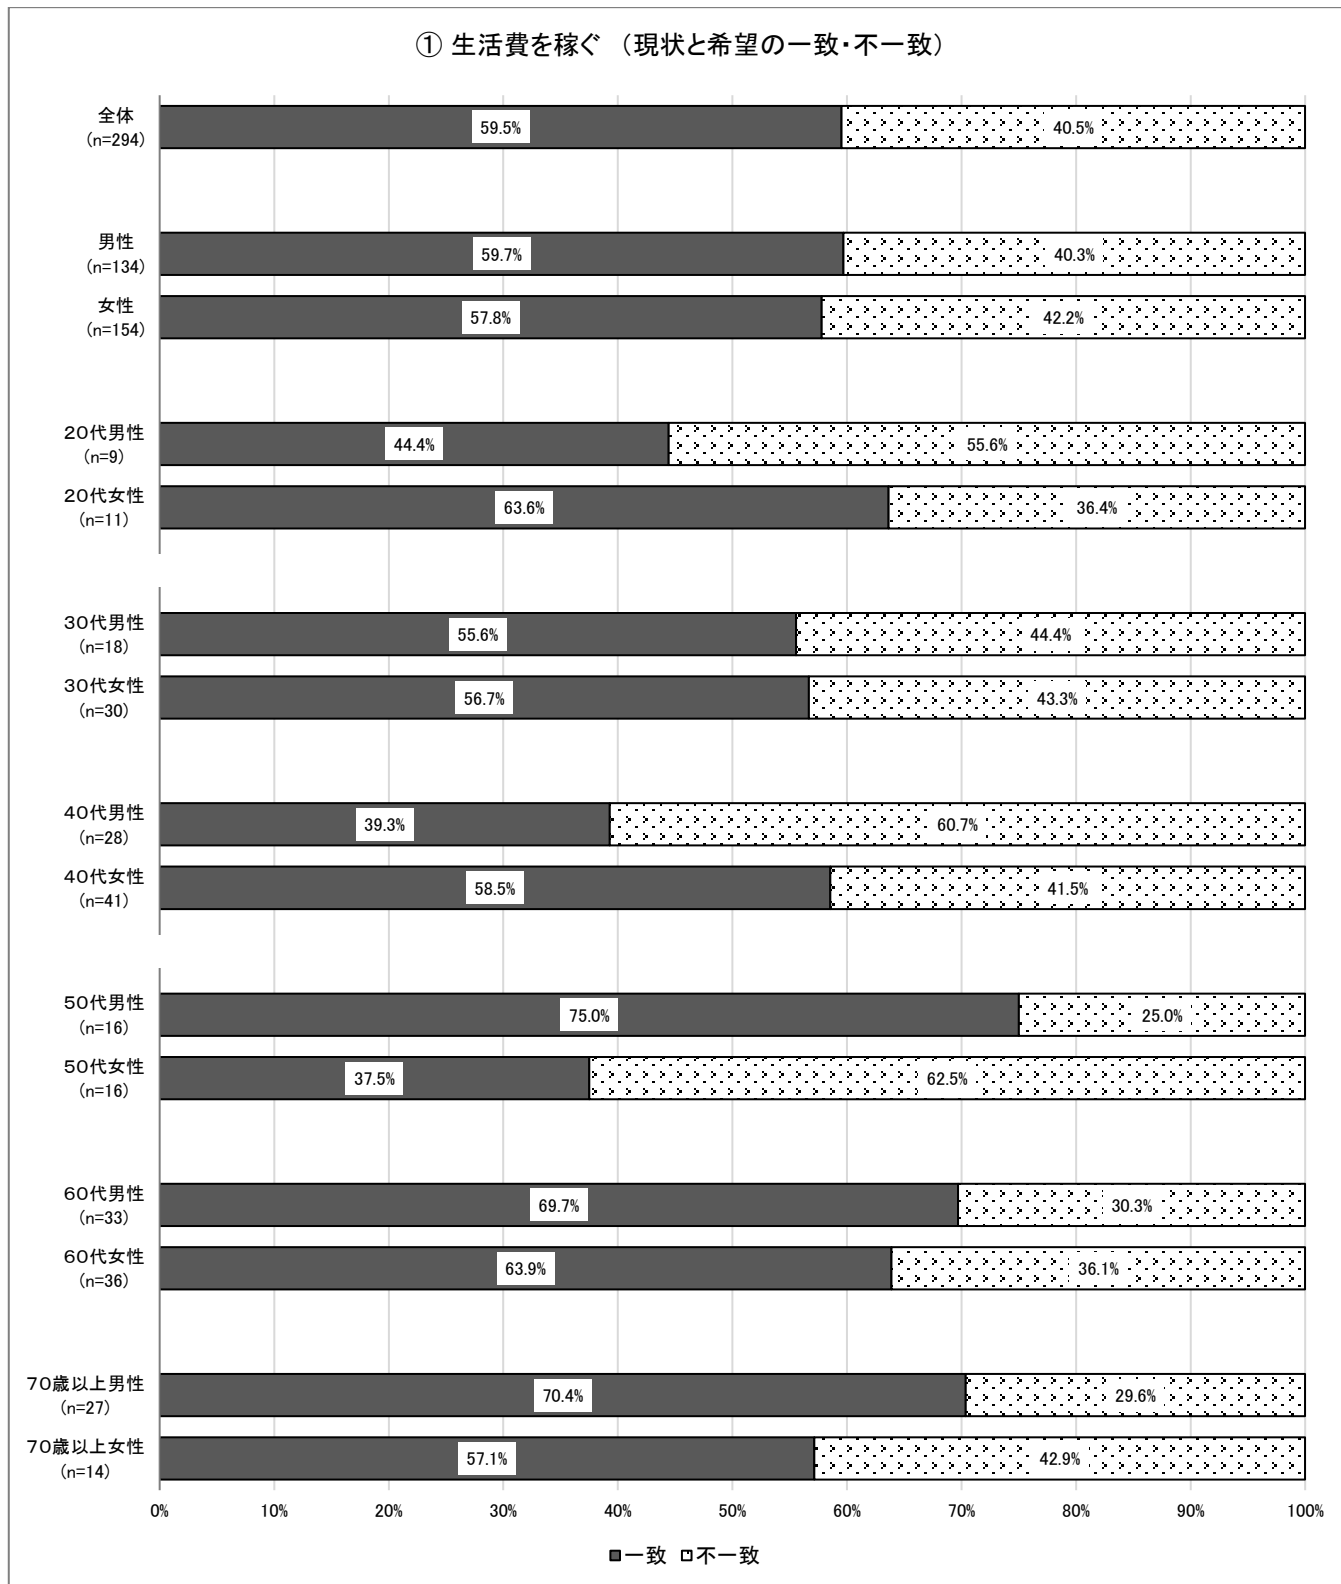 ① 生活費を稼ぐ （現状と希望の一致・不一致）
全体
(n=294)
59.5%
40.5%
男性
(n=134)
59.7%
40.3%
女性
(n=154)
57.8%
42.2%
20代男性
(n=9)
44.4%
55.6%
20代女性
(n=11)
63.6%
36.4%
30代男性
(n=18)
55.6%
44.4%
30代女性
(n=30)
56.7%
43.3%
40代男性
(n=28)
39.3%
60.7%
40代女性
(n=41)
58.5%
41.5%
50代男性
(n=16)
75.0%
25.0%
50代女性
(n=16)
37.5%
62.5%
60代男性
(n=33)
69.7%
30.3%
60代女性
(n=36)
63.9%
36.1%
70歳以上男性
(n=27)
70.4%
29.6%
70歳以上女性
(n=14)
57.1%
42.9%
0% 10% 20% 30% 40% 50% 60% 70% 80% 90% 100%
一致 不一致